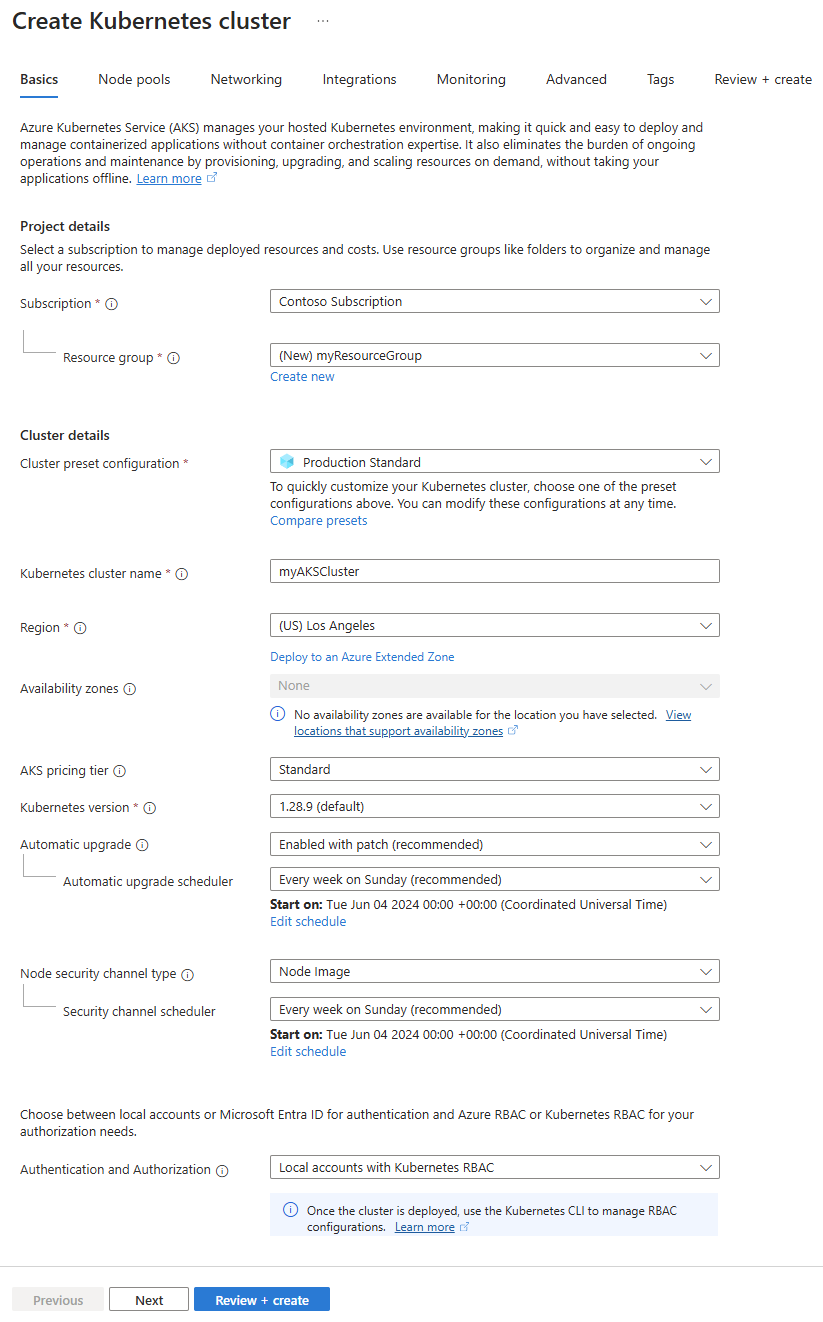 Create Kubernetes cluster ...
Basics Node pools Networking Integrations Monitoring Advanced Tags Review + create
Azure Kubernetes Service (AKS) manages your hosted Kubernetes environment, making it quick and easy to deploy and
manage containerized applications without container orchestration expertise. It also eliminates the burden of ongoing
operations and maintenance by provisioning, upgrading, and scaling resources on demand, without taking your
applications offline. Learn more
Project details
Select a subscription to manage deployed resources and costs. Use resource groups like folders to organize and manage
all your resources.
Subscription * Contoso Subscription
Resource group * (New) myResourceGroup
Create new
Cluster details
Cluster preset configuration * Production Standard
To quickly customize your Kubernetes cluster, choose one of the preset
configurations above. You can modify these configurations at any time.
Compare presets
Kubernetes cluster name * myAKSCluster
Region * (US) Los Angeles
Deploy to an Azure Extended Zone
Availability zones None
No availability zones are available for the location you have selected. View
locations that support availability zones
AKS pricing tier Standard
Kubernetes version * 1.28.9 (default)
Automatic upgrade Enabled with patch (recommended)
Automatic upgrade scheduler Every week on Sunday (recommended)
Start on: Tue Jun 04 2024 00:00 +00:00 (Coordinated Universal Time)
Edit schedule
Node security channel type Node Image
Security channel scheduler Every week on Sunday (recommended)
Start on: Tue Jun 04 2024 00:00 +00:00 (Coordinated Universal Time)
Edit schedule
Choose between local accounts or Microsoft Entra ID for authentication and Azure RBAC or Kubernetes RBAC for your
authorization needs.
Authentication and Authorization Local accounts with Kubernetes RBAC
Once the cluster is deployed, use the Kubernetes CLI to manage RBAC
configurations. Learn more
Previous Next Review + create